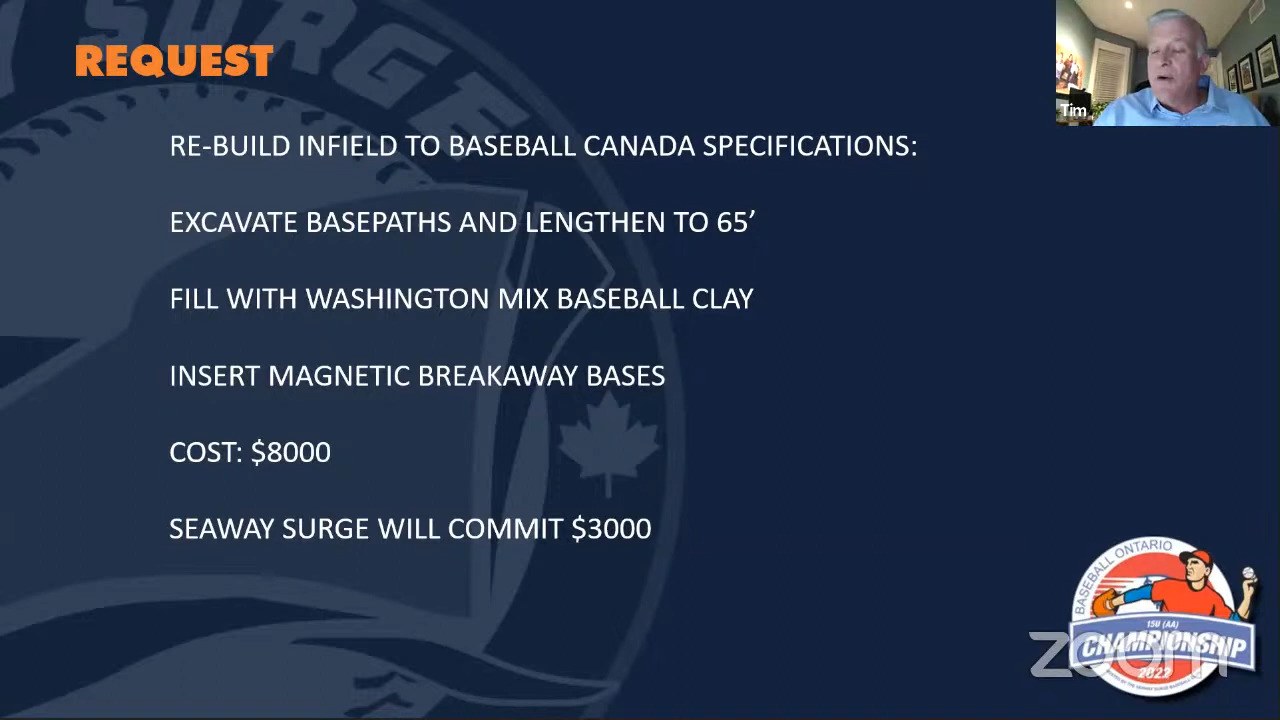 SURGE
REQUEST
Tim
RE-BUILD INFIELD TO BASEBALL CANADA SPECIFICATIONS:
EXCAVATE BASEPATHS AND LENGTHEN TO 65’
FILL WITH WASHINGTON MIX BASEBALL CLAY
INSERT MAGNETIC BREAKAWAY BASES
COST: $8000
SEAWAY SURGE WILL COMMIT $3000
BASEBALL ONTARIO
15U (AA)
CHAMPIONSHIP
zoom
2022